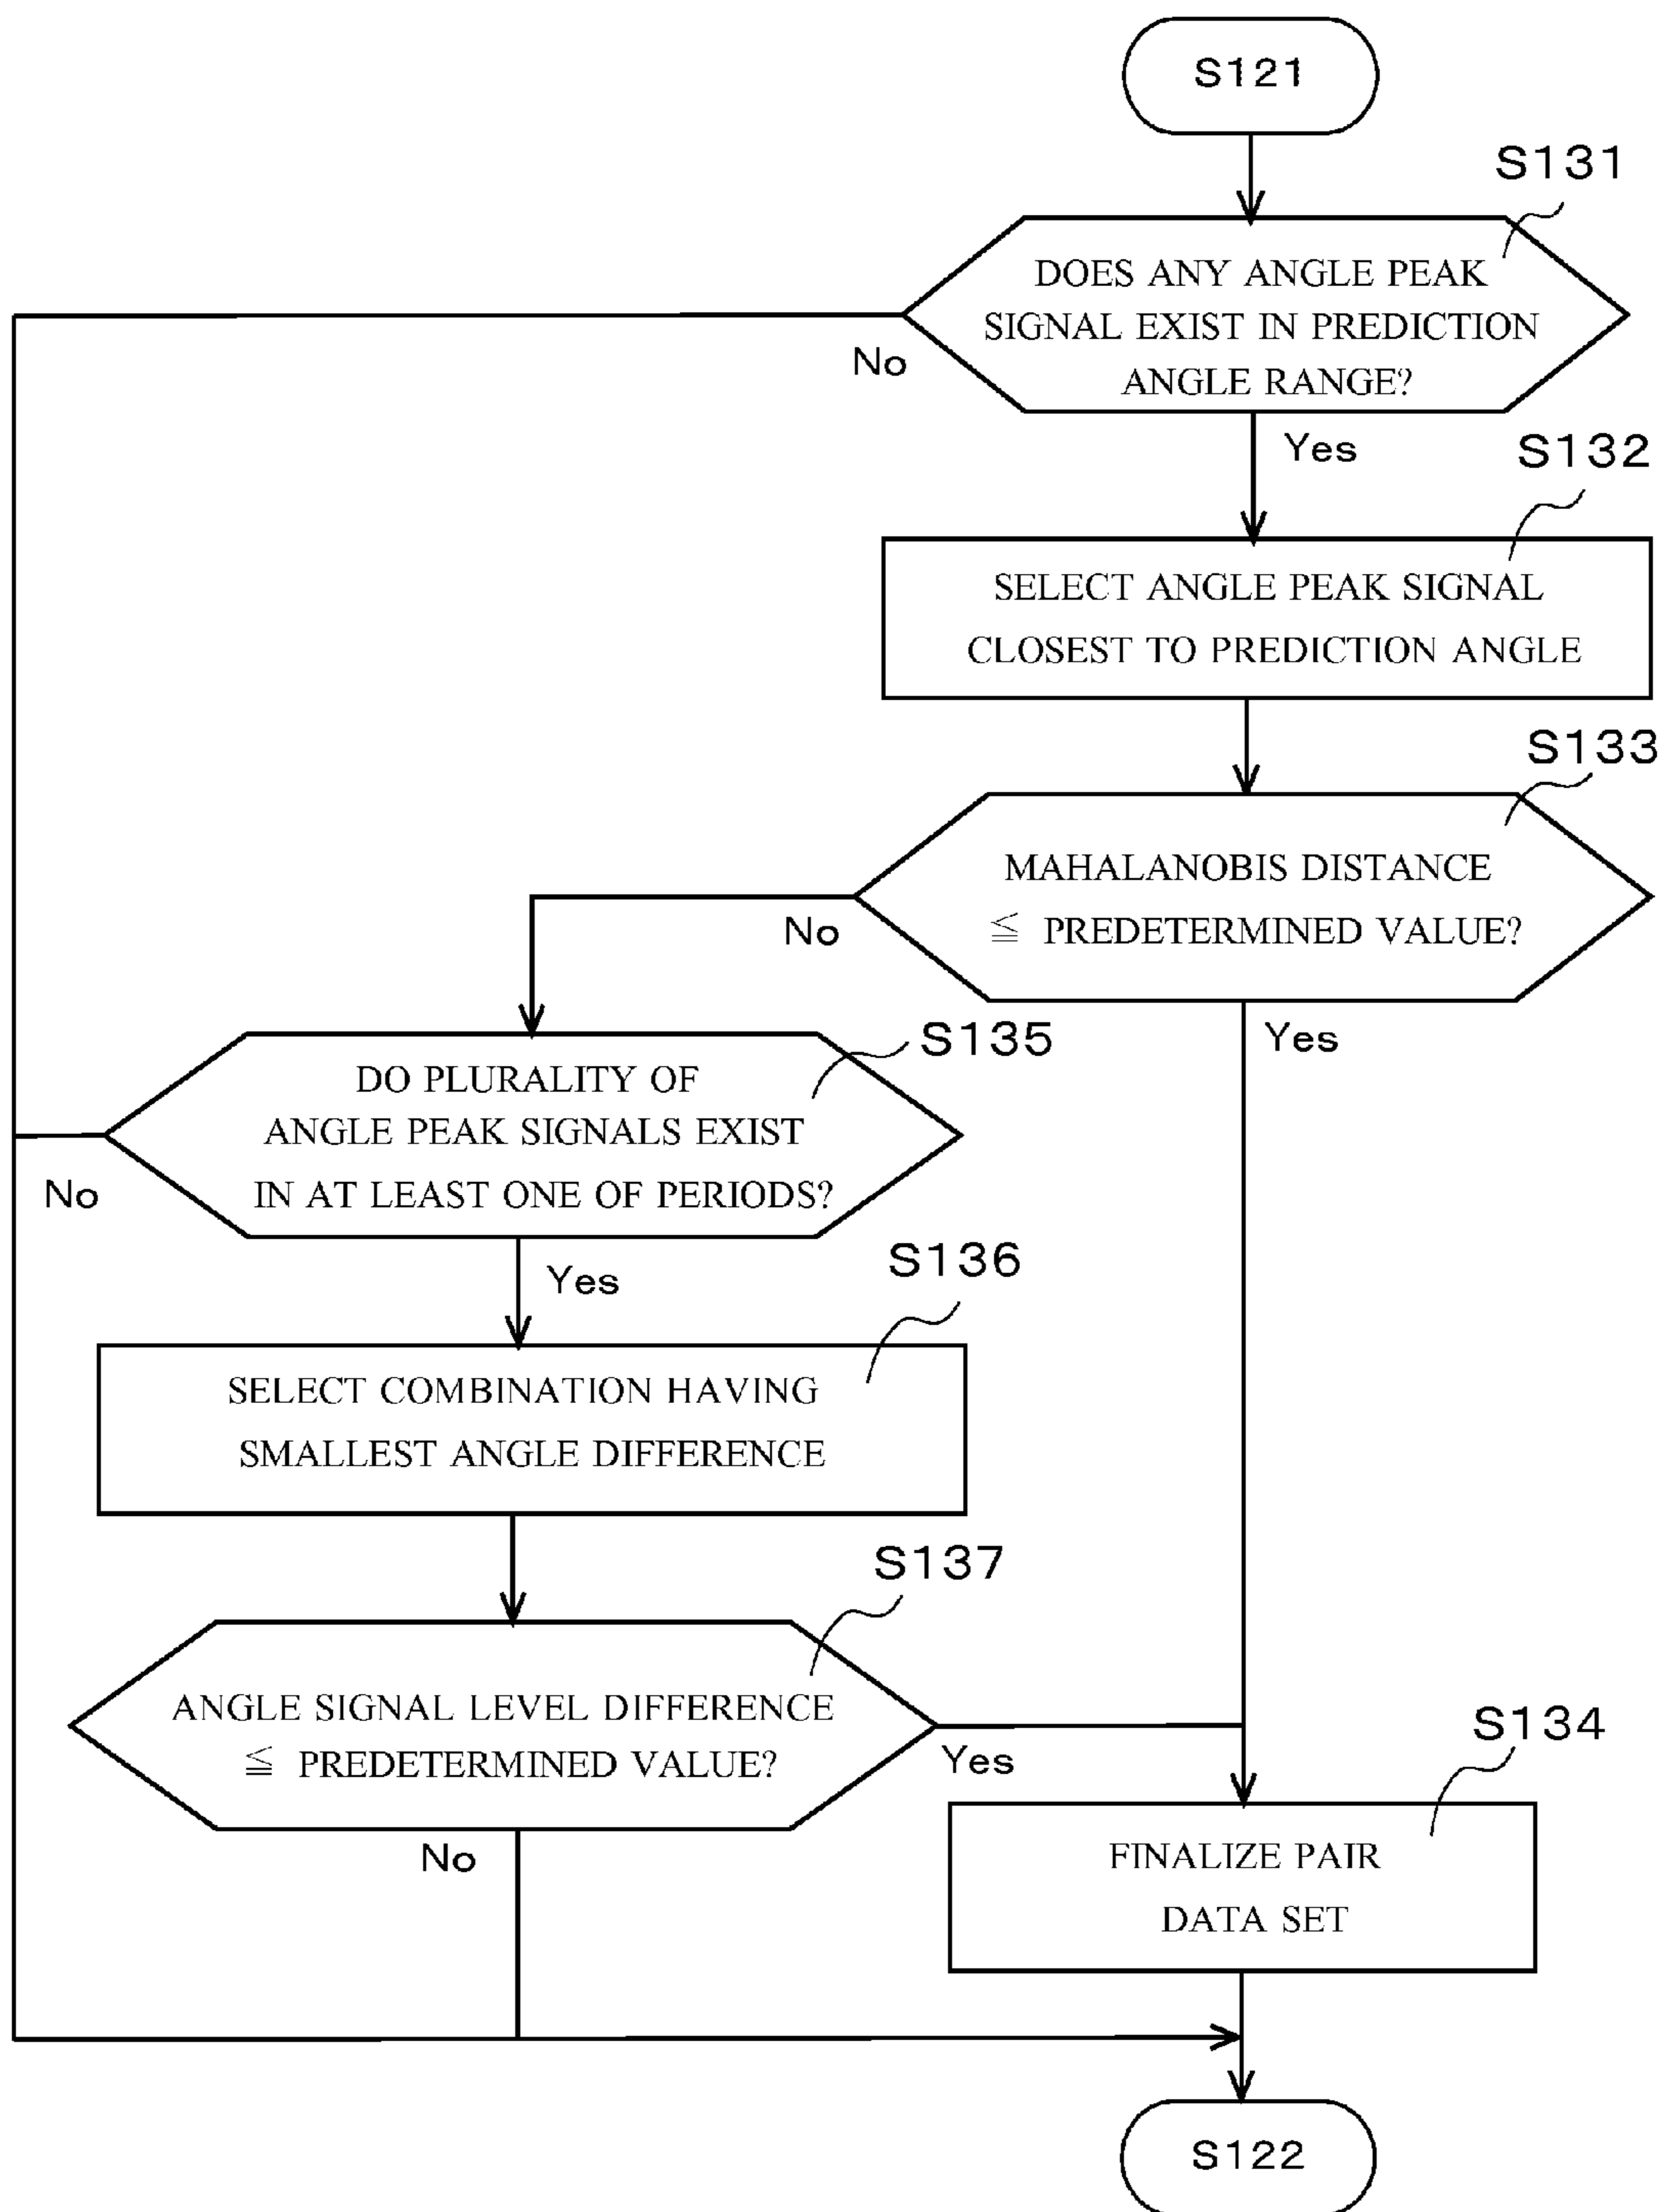 S121
S131
DOES ANY ANGLE PEAK
SIGNAL EXIST IN PREDICTION
ANGLE RANGE?
No
Yes
S132
SELECT ANGLE PEAK SIGNAL
CLOSEST TO PREDICTION ANGLE
S133
MAHALANOBIS DISTANCE
≦ PREDETERMINED VALUE?
No
Yes
S135
DO PLURALITY OF
ANGLE PEAK SIGNALS EXIST
IN AT LEAST ONE OF PERIODS?
No
Yes
S136
SELECT COMBINATION HAVING
SMALLEST ANGLE DIFFERENCE
S137
ANGLE SIGNAL LEVEL DIFFERENCE
≦ PREDETERMINED VALUE?
Yes
No
S134
FINALIZE PAIR
DATA SET
S122